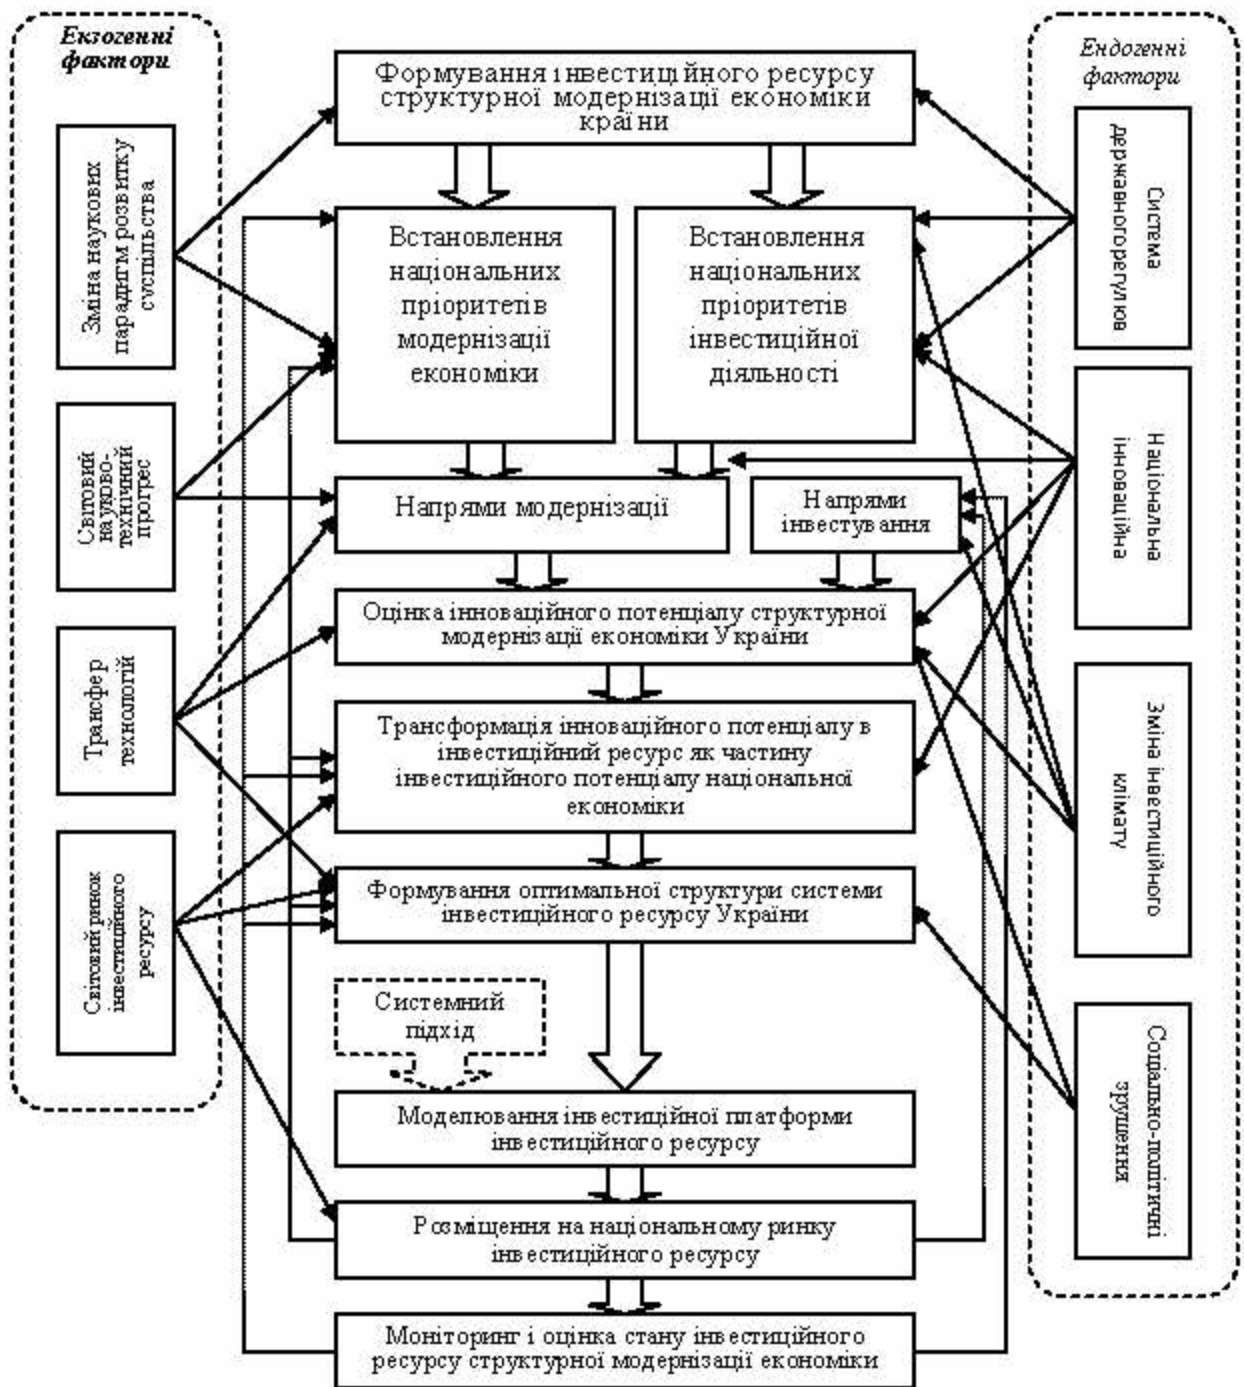 Екзогенні
фактори
Зміна наукових
парадигм розвитку
суспільства
Світовий
науково-
технічний
прогрес
Трансфер
технологій
Світовий ринок
інвестиційного
ресурсу
Формування інвестиційного ресурсу
структурної модернізації економіки
країни
Встановлення
національних
пріоритетів
модернізації
економіки
Встановлення
національних
пріоритетів
інвестиційної
діяльності
Напрями модернізації
Напрями
інвестування
Оцінка інноваційного потенціалу структурної
модернізації економіки України
Трансформація інноваційного потенціалу в
інвестиційний ресурс як частину
інвестиційного потенціалу національної
економіки
Формування оптимальної структури системи
інвестиційного ресурсу України
Системний
підхід
Моделювання інвестиційної платформи
інвестиційного ресурсу
Розміщення на національному ринку
інвестиційного ресурсу
Моніторинг і оцінка стану інвестиційного
ресурсу структурної модернізації економіки
Ендогенні
фактори
Система
державного регулюв
Національна
інноваційна
Зміна інвестиційного
клімату
Соціально-політичні
зрушення